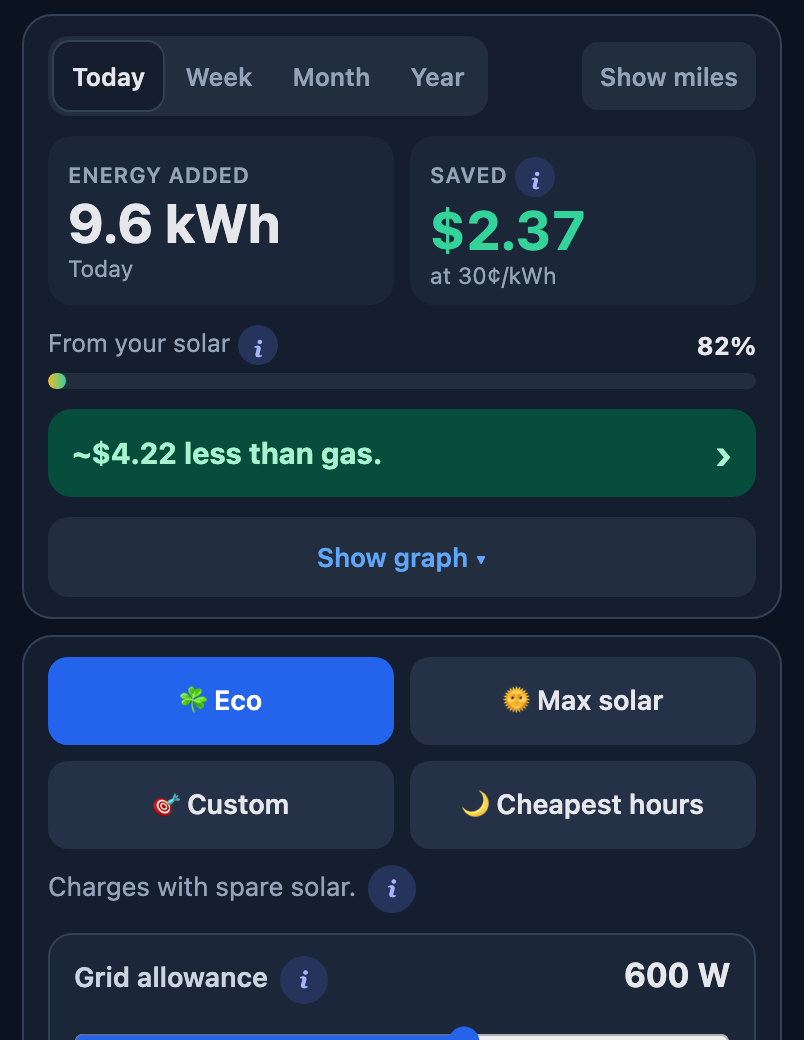 Today Week Month Year Show miles
ENERGY ADDED
9.6 kWh
Today
SAVED i
$2.37
at 30¢/kWh
From your solar i 82%
~$4.22 less than gas. ›
Show graph ▾
☘️ Eco
🌞 Max solar
🎯 Custom
🌙 Cheapest hours
Charges with spare solar. i
Grid allowance i 600 W